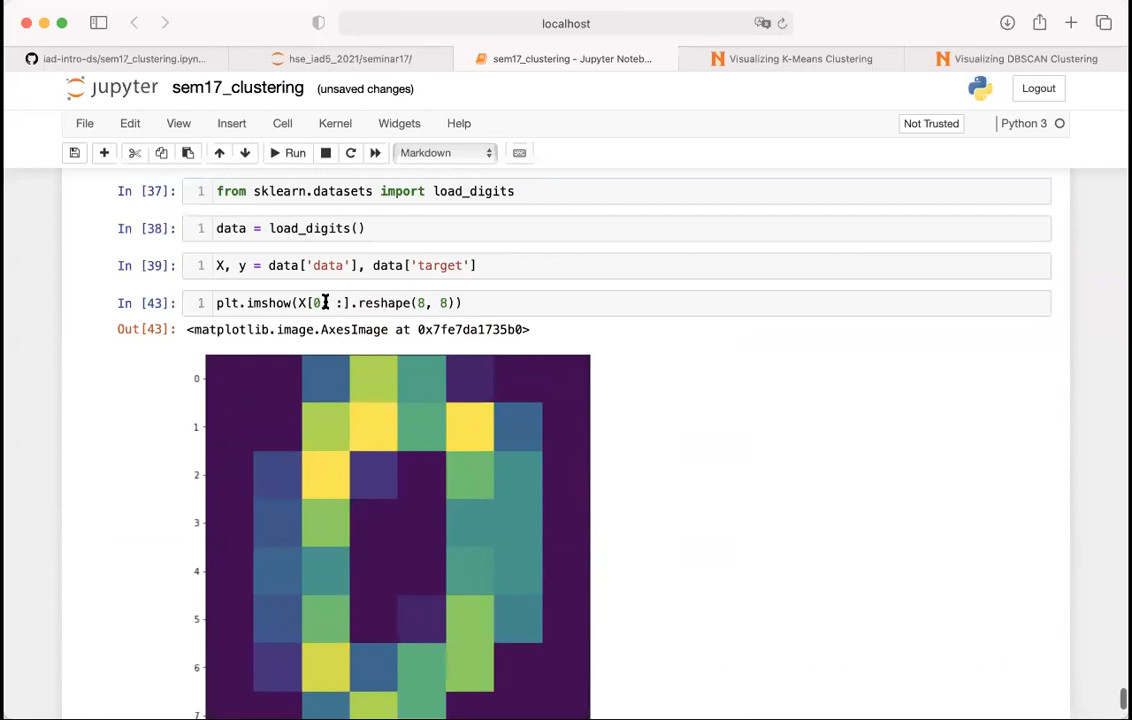 localhost
iad-intro-ds/sem17_clustering.ipyn...
hse_iad5_2021/seminar17/
sem17_clustering - Jupyter Noteb...
Visualizing K-Means Clustering
Visualizing DBSCAN Clustering
jupyter sem17_clustering (unsaved changes)
Logout
File Edit View Insert Cell Kernel Widgets Help
Not Trusted
Python 3
Run
Markdown
In [37]: 1 from sklearn.datasets import load_digits
In [38]: 1 data = load_digits()
In [39]: 1 X, y = data['data'], data['target']
In [43]: 1 plt.imshow(X[0 :].reshape(8, 8))
Out[43]: <matplotlib.image.AxesImage at 0x7fe7da1735b0>
0
1
2
3
4
5
6
7